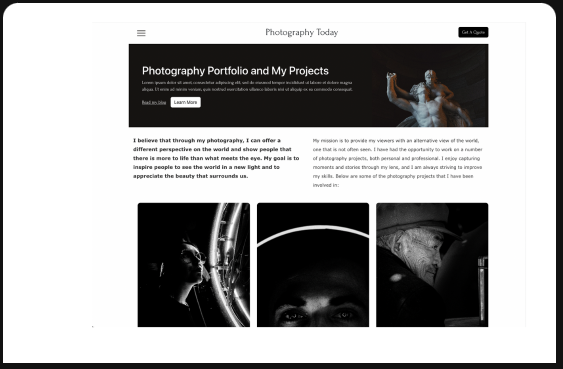 Photography Today
Get A Quote
Photography Portfolio and My Projects
Lorem ipsum dolor sit amet, consectetur adipiscing elit, sed do eiusmod tempor incididunt ut labore et dolore magna
aliqua. Ut enim ad minim veniam, quis nostrud exercitation ullamco laboris nisi ut aliquip ex ea commodo consequat.
Read my blog
Learn More
I believe that through my photography, I can offer a
different perspective on the world and show people that
there is more to life than what meets the eye. My goal is to
inspire people to see the world in a new light and to
appreciate the beauty that surrounds us.
My mission is to provide my viewers with an alternative view of the world,
one that is not often seen. I have had the opportunity to work on a number
of photography projects, both personal and professional. I enjoy capturing
moments and stories through my lens, and I am always striving to improve
my skills. Below are some of the photography projects that I have been
involved in: